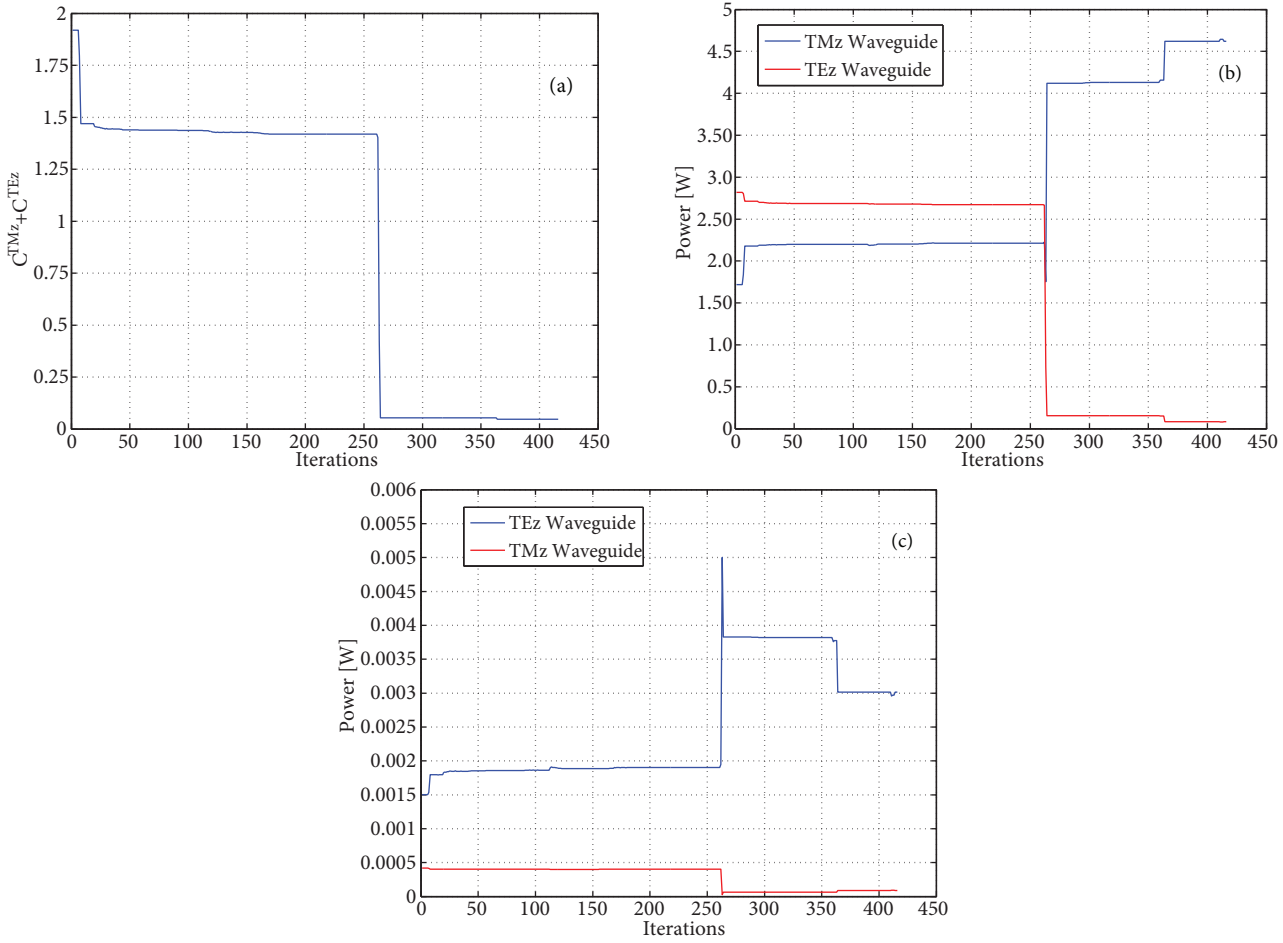 2
1.75
1.5
1.25
1
0.75
0.5
0.25
0
C^TMz+C^TEz
(a)
0 50 100 150 200 250 300 350 400 450
Iterations
5
4.5
4
3.50
3.0
2.50
2.0
1.50
1.0
0.5
0
Power [W]
TMz Waveguide
TEz Waveguide
(b)
0 50 100 150 200 250 300 350 400 450
Iterations
0.006
0.0055
0.005
0.0045
0.004
0.0035
0.003
0.0025
0.002
0.0015
0.001
0.0005
0
Power [W]
TEz Waveguide
TMz Waveguide
(c)
0 50 100 150 200 250 300 350 400 450
Iterations